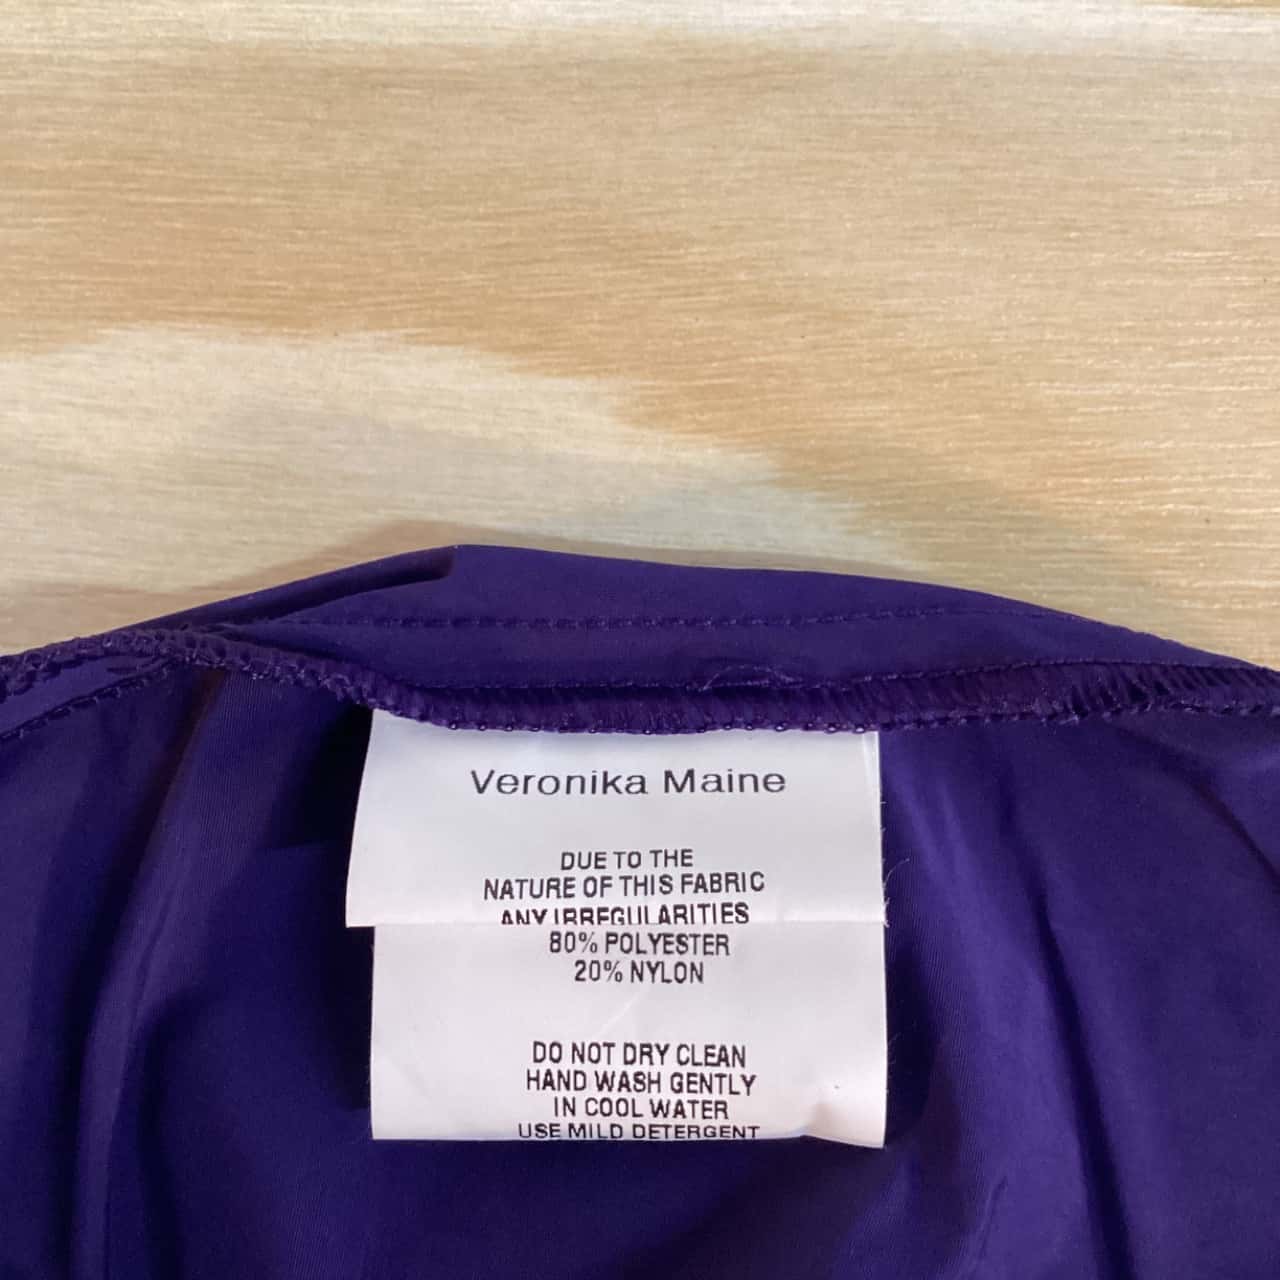 Veronika Maine
DUE TO THE
NATURE OF THIS FABRIC
ANY IRREGULARITIES
80% POLYESTER
20% NYLON
DO NOT DRY CLEAN
HAND WASH GENTLY
IN COOL WATER
USE MILD DETERGENT